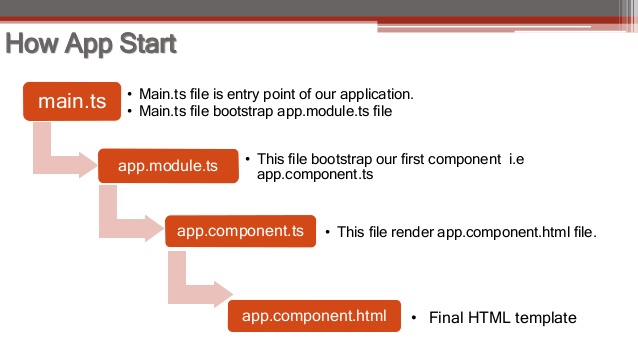 How App Start
main.ts
• Main.ts file is entry point of our application.
• Main.ts file bootstrap app.module.ts file
app.module.ts
• This file bootstrap our first component i.e
app.component.ts
app.component.ts
• This file render app.component.html file.
app.component.html
• Final HTML template